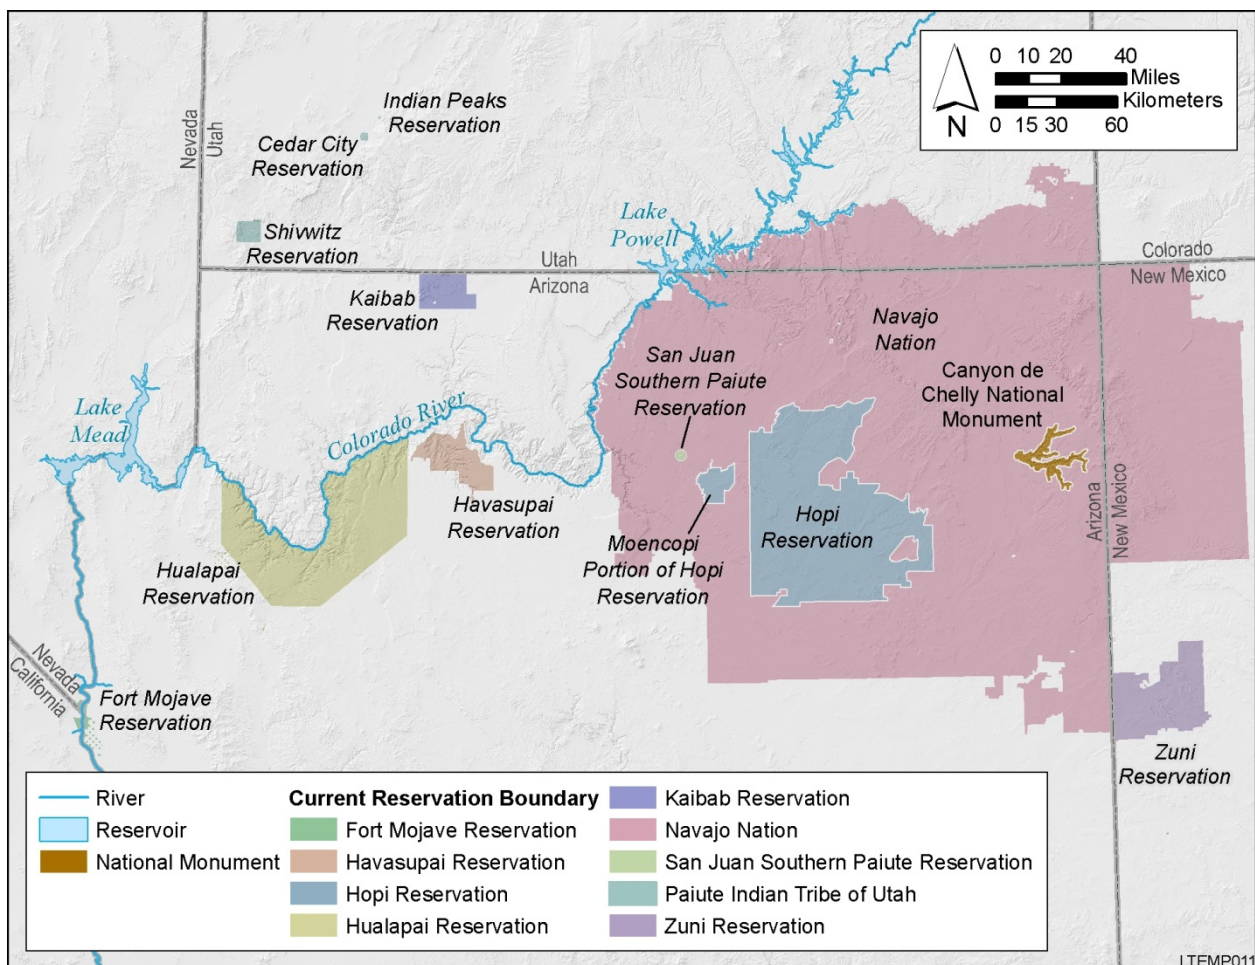 0 10 20 40
Miles
Kilometers
0 15 30 60
N
Indian Peaks
Reservation
Cedar City
Reservation
Nevada
Utah
Shivwitz
Reservation
Lake
Powell
Utah
Arizona
Colorado
New Mexico
Kaibab
Reservation
Navajo
Nation
San Juan
Southern Paiute
Reservation
Canyon de
Chelly National
Monument
Lake
Mead
Colorado River
Havasupai
Reservation
Hopi
Reservation
Arizona
New Mexico
Moencopi
Portion of Hopi
Reservation
Hualapai
Reservation
Nevada
California
Fort Mojave
Reservation
Zuni
Reservation
River
Reservoir
National Monument
Current Reservation Boundary
Fort Mojave Reservation
Havasupai Reservation
Hopi Reservation
Hualapai Reservation
Kaibab Reservation
Navajo Nation
San Juan Southern Paiute Reservation
Paiute Indian Tribe of Utah
Zuni Reservation
LTEMP011